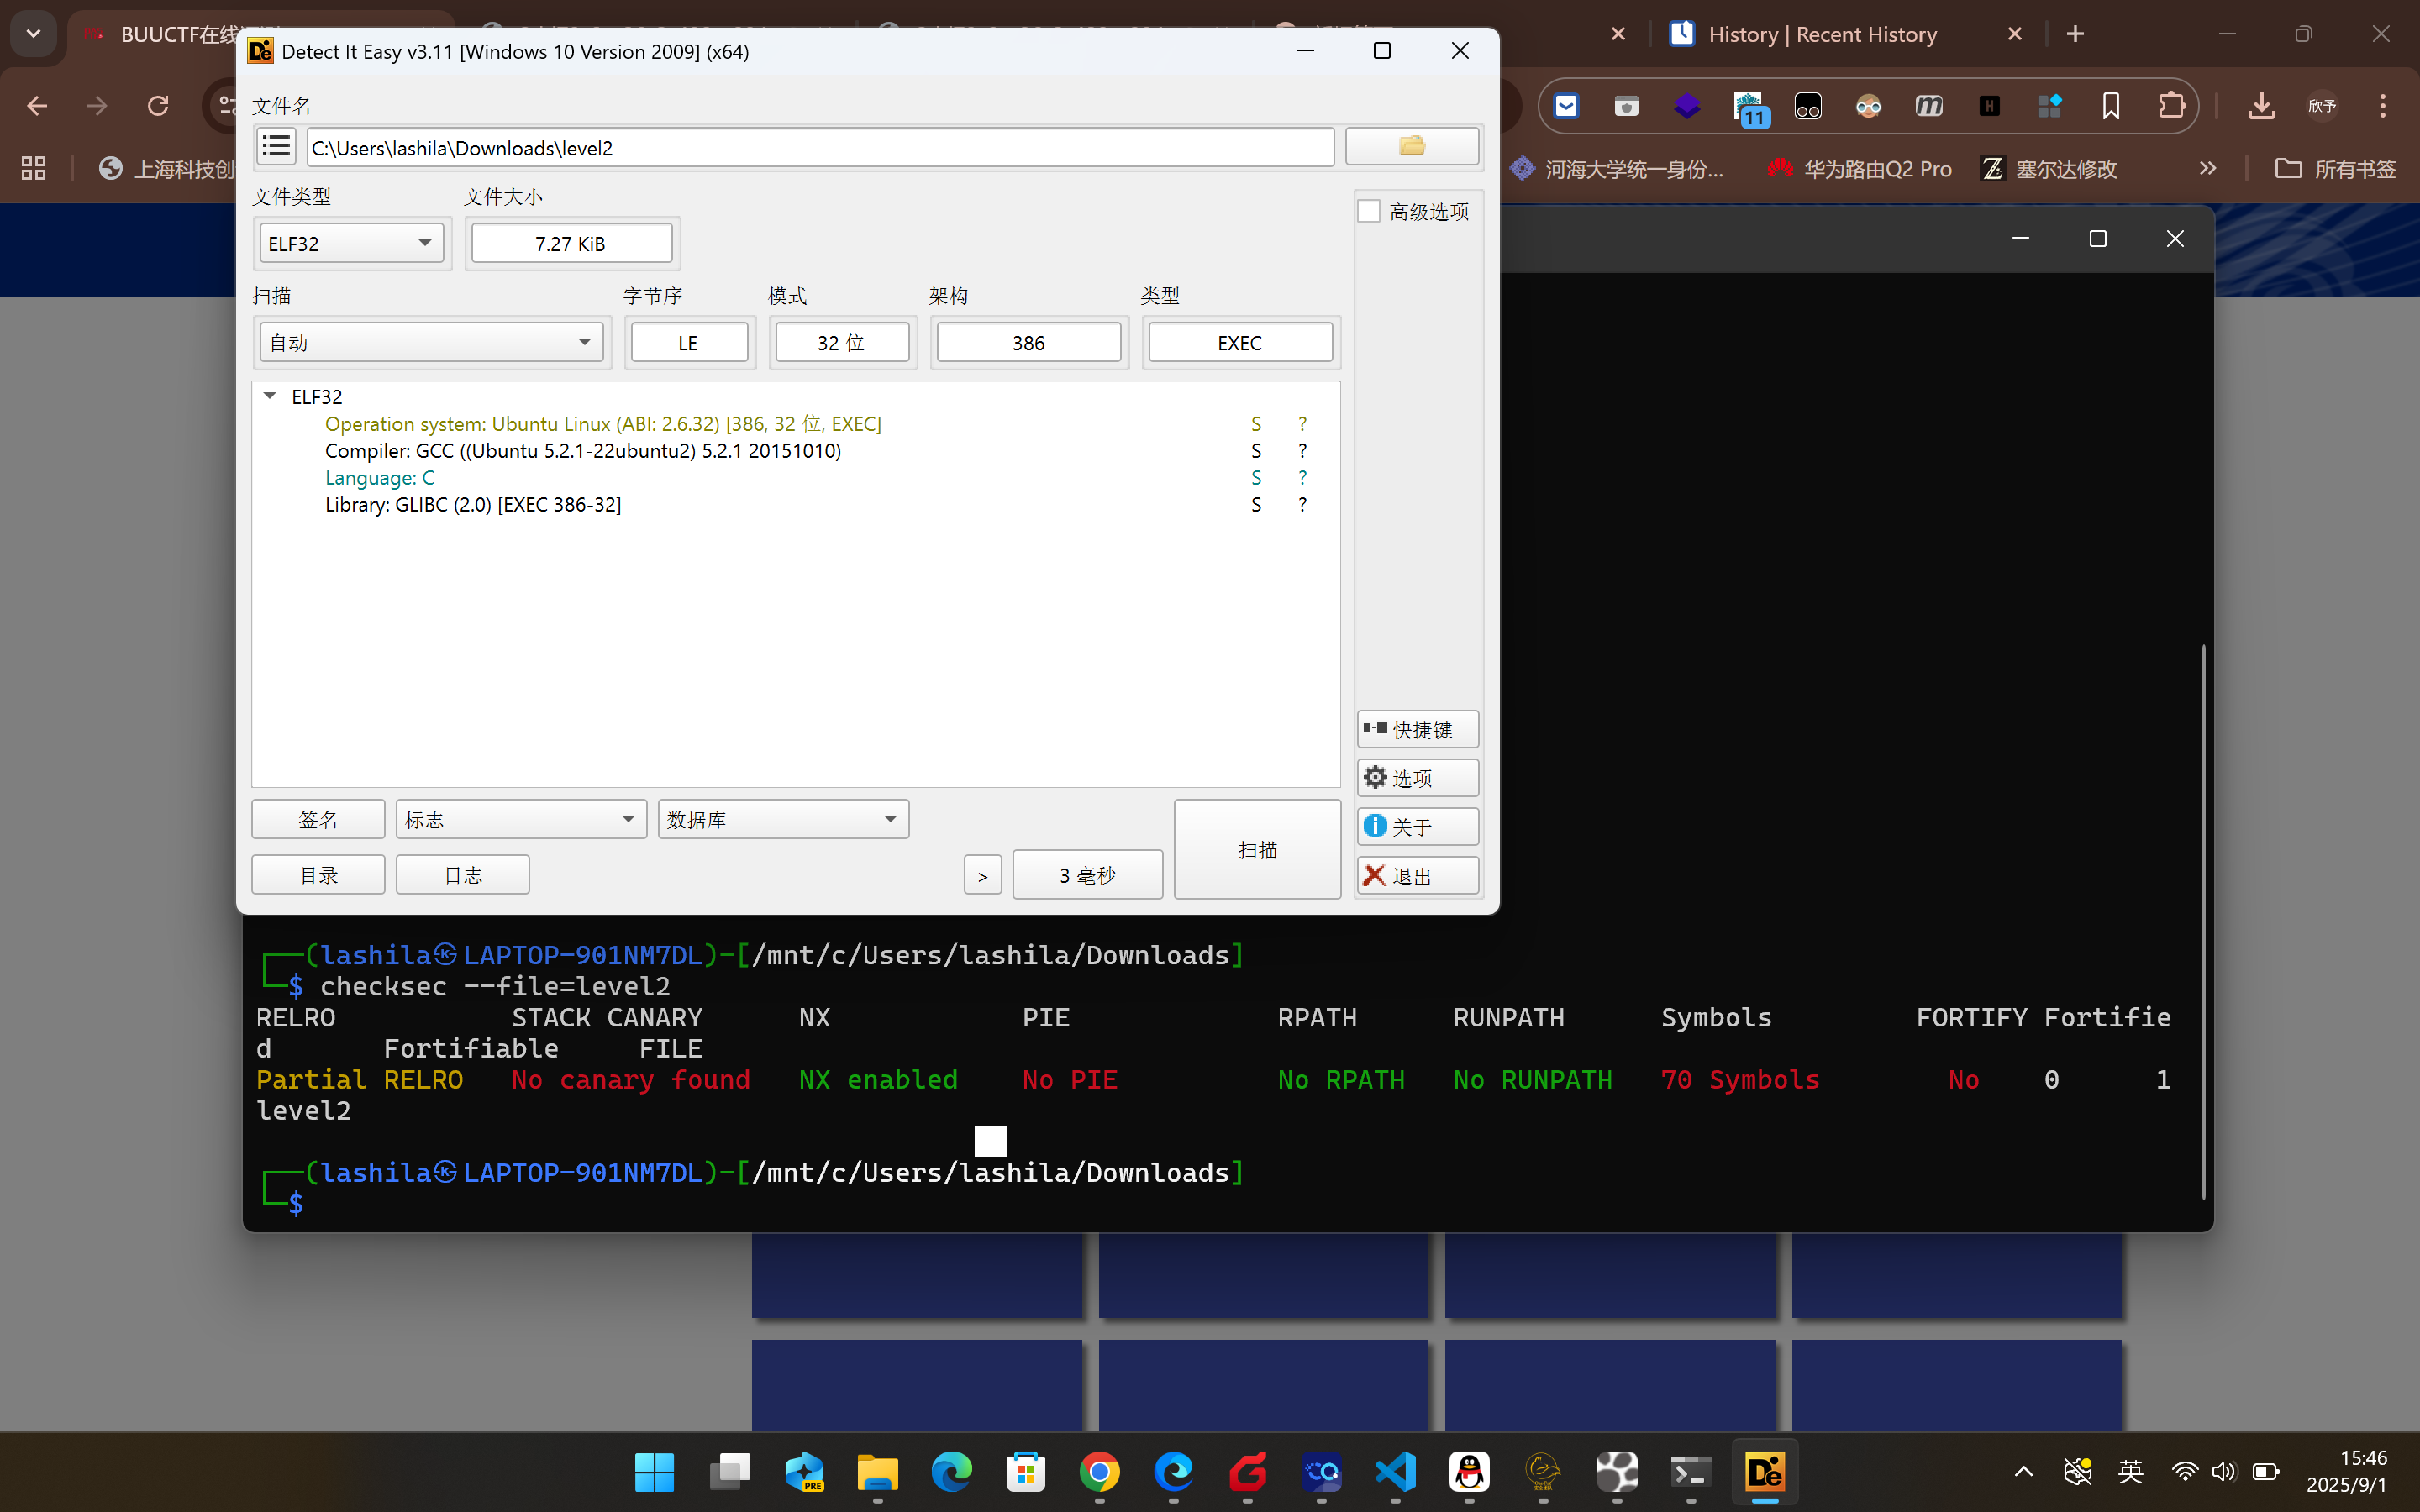 BUUCTF在线
History | Recent History
Detect It Easy v3.11 [Windows 10 Version 2009] (x64)
文件名
C:\Users\lashila\Downloads\level2
11
H
欣予
上海科技创
河海大学统一身份...
华为路由Q2 Pro
塞尔达修改
所有书签
文件类型
文件大小
高级选项
ELF32
7.27 KiB
扫描
字节序
模式
架构
类型
自动
LE
32 位
386
EXEC
ELF32
Operation system: Ubuntu Linux (ABI: 2.6.32) [386, 32 位, EXEC] S ?
Compiler: GCC ((Ubuntu 5.2.1-22ubuntu2) 5.2.1 20151010) S ?
Language: C S ?
Library: GLIBC (2.0) [EXEC 386-32] S ?
快捷键
选项
关于
退出
签名
标志
数据库
扫描
目录
日志
>
3 毫秒
┌──(lashila㉿LAPTOP-901NM7DL)-[/mnt/c/Users/lashila/Downloads]
└─$ checksec --file=level2
RELRO STACK CANARY NX PIE RPATH RUNPATH Symbols FORTIFY Fortifie
d Fortifiable FILE
Partial RELRO No canary found NX enabled No PIE No RPATH No RUNPATH 70 Symbols No 0 1
level2
┌──(lashila㉿LAPTOP-901NM7DL)-[/mnt/c/Users/lashila/Downloads]
└─$
PRE
英
15:46
2025/9/1